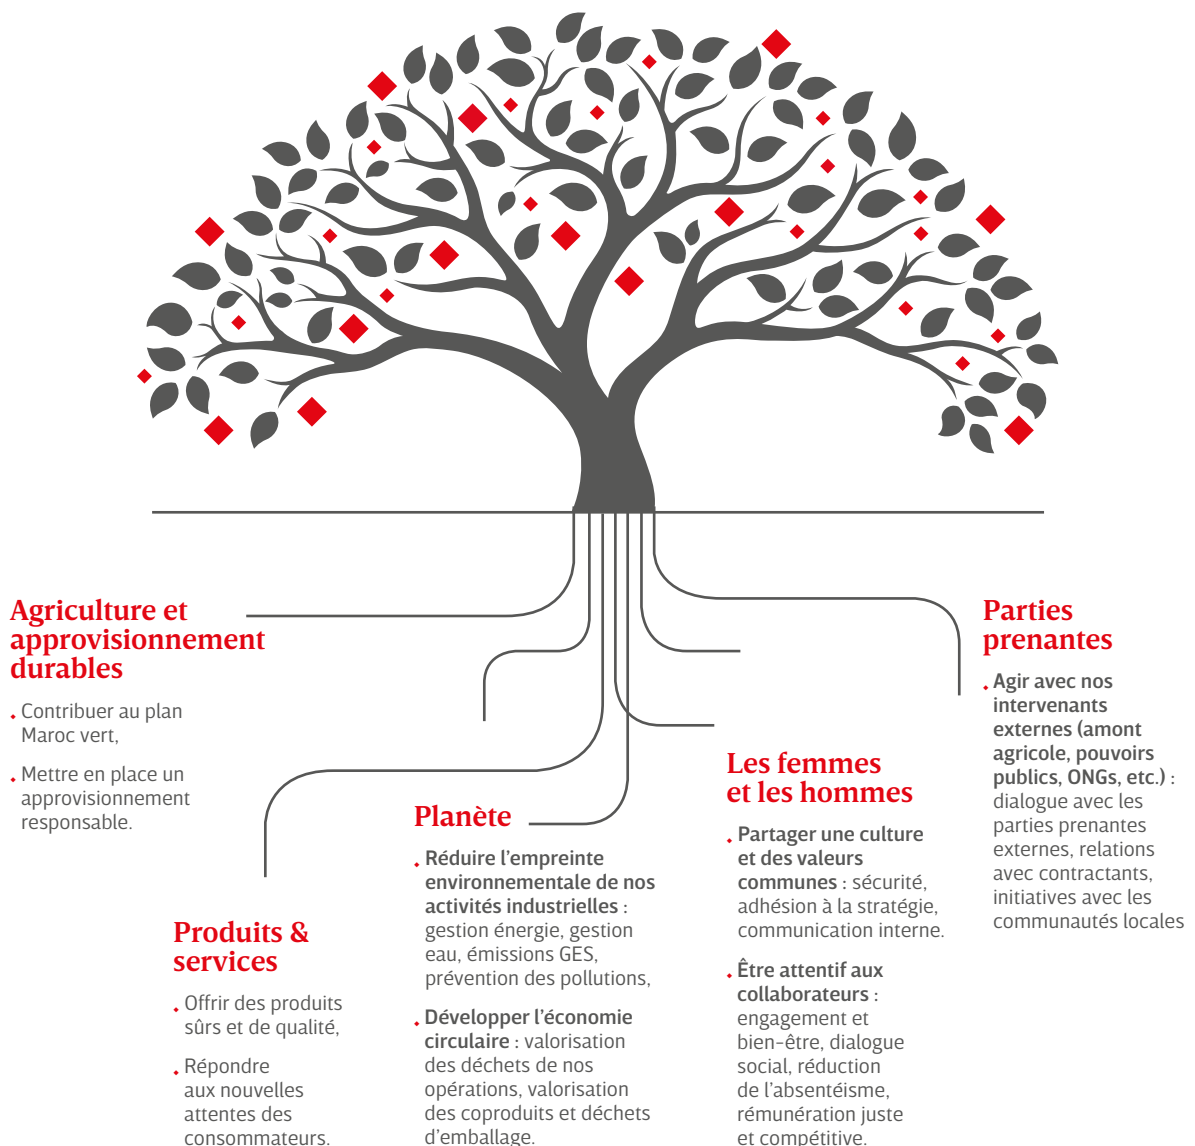 Agriculture et
approvisionnement
durables
Contribuer au plan
Maroc vert,
Mettre en place un
approvisionnement
responsable.
Produits &
services
Offrir des produits
sûrs et de qualité,
Répondre
aux nouvelles
attentes des
consommateurs.
Planète
Réduire l’empreinte
environnementale de nos
activités industrielles :
gestion énergie, gestion
eau, émissions GES,
prévention des pollutions,
Développer l’économie
circulaire : valorisation
des déchets de nos
opérations, valorisation
des coproduits et déchets
d’emballage.
Les femmes
et les hommes
Partager une culture
et des valeurs
communes : sécurité,
adhésion à la stratégie,
communication interne.
Être attentif aux
collaborateurs :
engagement et
bien-être, dialogue
social, réduction
de l’absentéisme,
rémunération juste
et compétitive.
Parties
prenantes
Agir avec nos
intervenants
externes (amont
agricole, pouvoirs
publics, ONGs, etc.) :
dialogue avec les
parties prenantes
externes, relations
avec contractants,
initiatives avec les
communautés locales